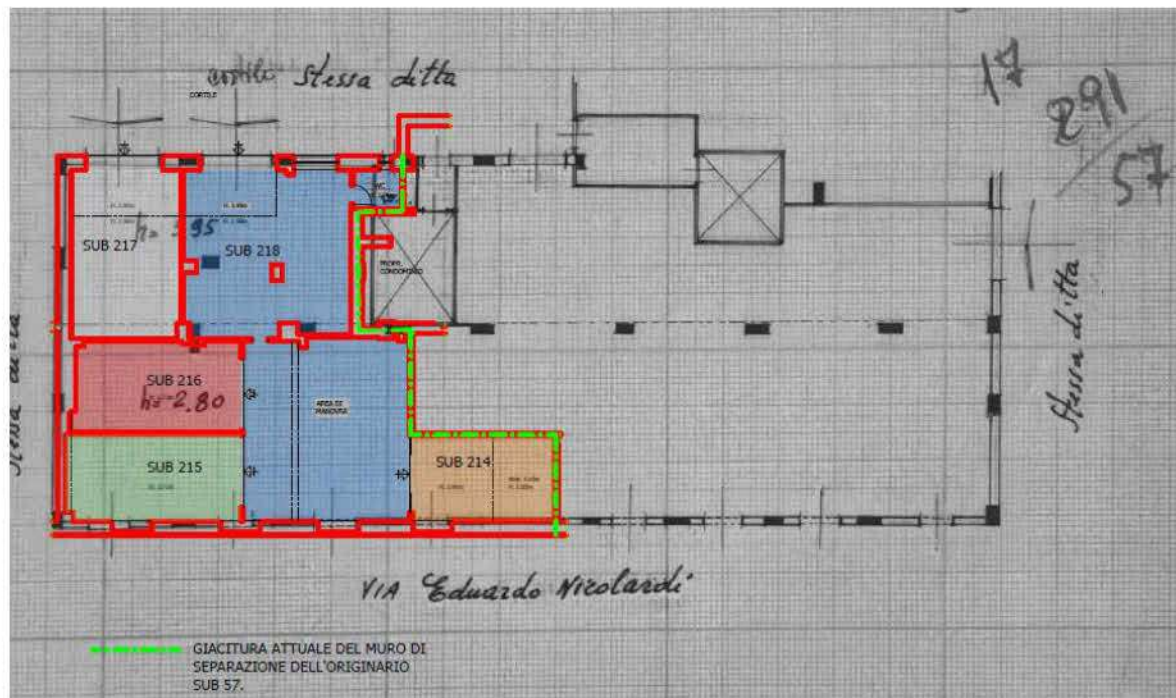 17
291
57
cortile Stessa ditta
CORTILE
WC
h= 3.95
SUB 217
SUB 218
PROPR.
CONDOMINIO
Stessa ditta
SUB 216
h=2.80
AREA DI
MANOVRA
SUB 215
SUB 214
VIA Eduardo Nicolardi
GIACITURA ATTUALE DEL MURO DI
SEPARAZIONE DELL'ORIGINARIO
SUB 57.